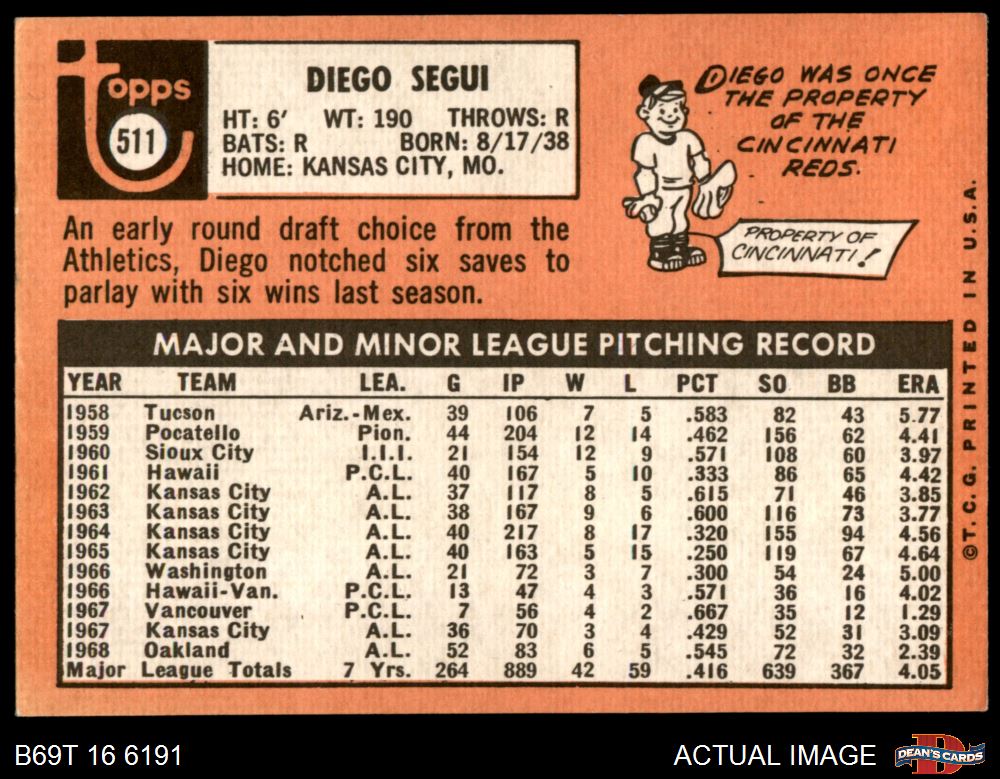 topps
511
DIEGO SEGUI
HT: 6' WT: 190 THROWS: R
BATS: R BORN: 8/17/38
HOME: KANSAS CITY, MO.
DIEGO WAS ONCE
THE PROPERTY
OF THE
CINCINNATI
REDS.
PROPERTY OF
CINCINNATI!
An early round draft choice from the
Athletics, Diego notched six saves to
parlay with six wins last season.
MAJOR AND MINOR LEAGUE PITCHING RECORD
YEAR TEAM LEA. G IP W L PCT SO BB ERA
1958 Tucson Ariz.-Mex. 39 106 7 5 .583 82 43 5.77
1959 Pocatello Pion. 44 204 12 14 .462 156 62 4.41
1960 Sioux City I.I.I. 21 154 12 9 .571 108 60 3.97
1961 Hawaii P.C.L. 40 167 5 10 .333 86 65 4.42
1962 Kansas City A.L. 37 117 8 5 .615 71 46 3.85
1963 Kansas City A.L. 38 167 9 6 .600 116 73 3.77
1964 Kansas City A.L. 40 217 8 17 .320 155 94 4.56
1965 Kansas City A.L. 40 163 5 15 .250 119 67 4.64
1966 Washington A.L. 21 72 3 7 .300 54 24 5.00
1966 Hawaii-Van. P.C.L. 13 47 4 3 .571 36 16 4.02
1967 Vancouver P.C.L. 7 56 4 2 .667 35 12 1.29
1967 Kansas City A.L. 36 70 3 4 .429 52 31 3.09
1968 Oakland A.L. 52 83 6 5 .545 72 32 2.39
Major League Totals 7 Yrs. 264 889 42 59 .416 639 367 4.05
©T.C.G. PRINTED IN U.S.A.
B69T 16 6191
ACTUAL IMAGE
DEAN'S CARDS